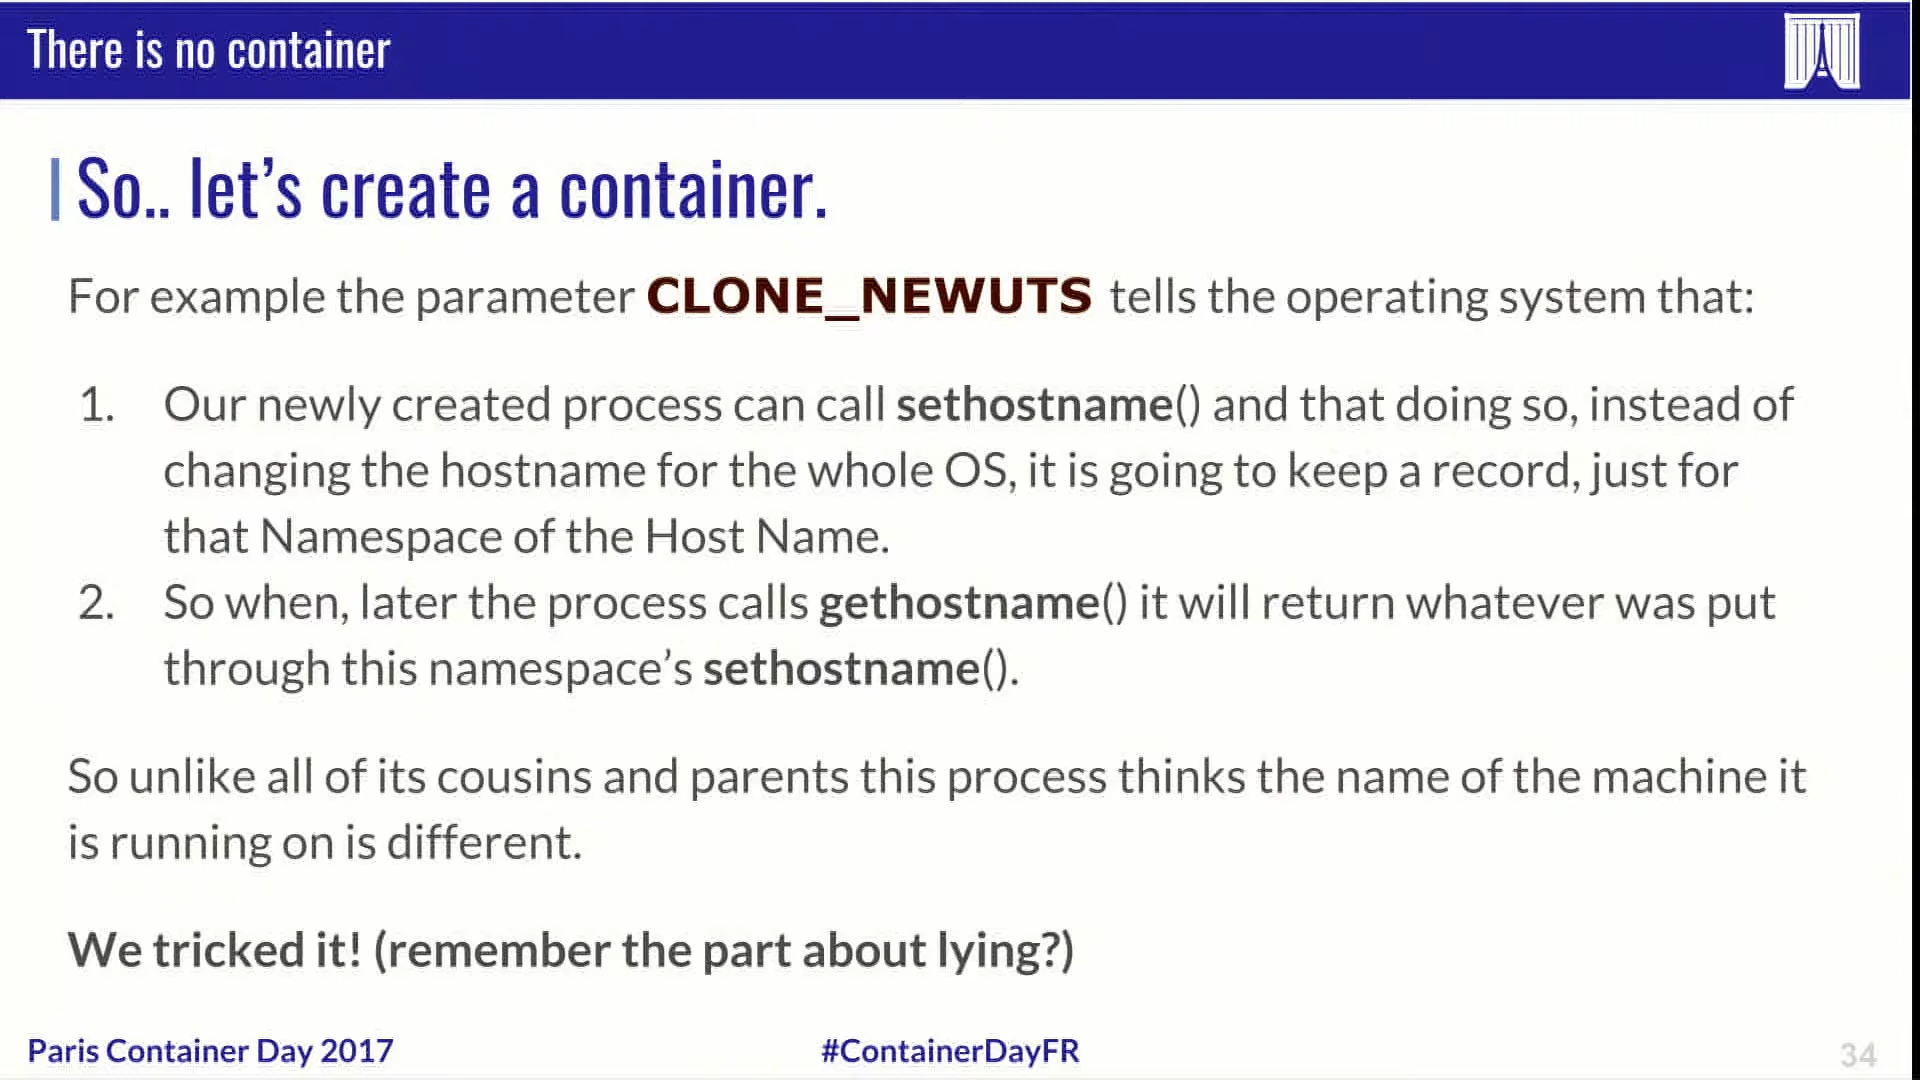 There is no container
So.. let’s create a container.
For example the parameter CLONE_NEWUTS tells the operating system that:
1. Our newly created process can call sethostname() and that doing so, instead of
changing the hostname for the whole OS, it is going to keep a record, just for
that Namespace of the Host Name.
2. So when, later the process calls gethostname() it will return whatever was put
through this namespace’s sethostname().
So unlike all of its cousins and parents this process thinks the name of the machine it
is running on is different.
We tricked it! (remember the part about lying?)
Paris Container Day 2017 #ContainerDayFR 34